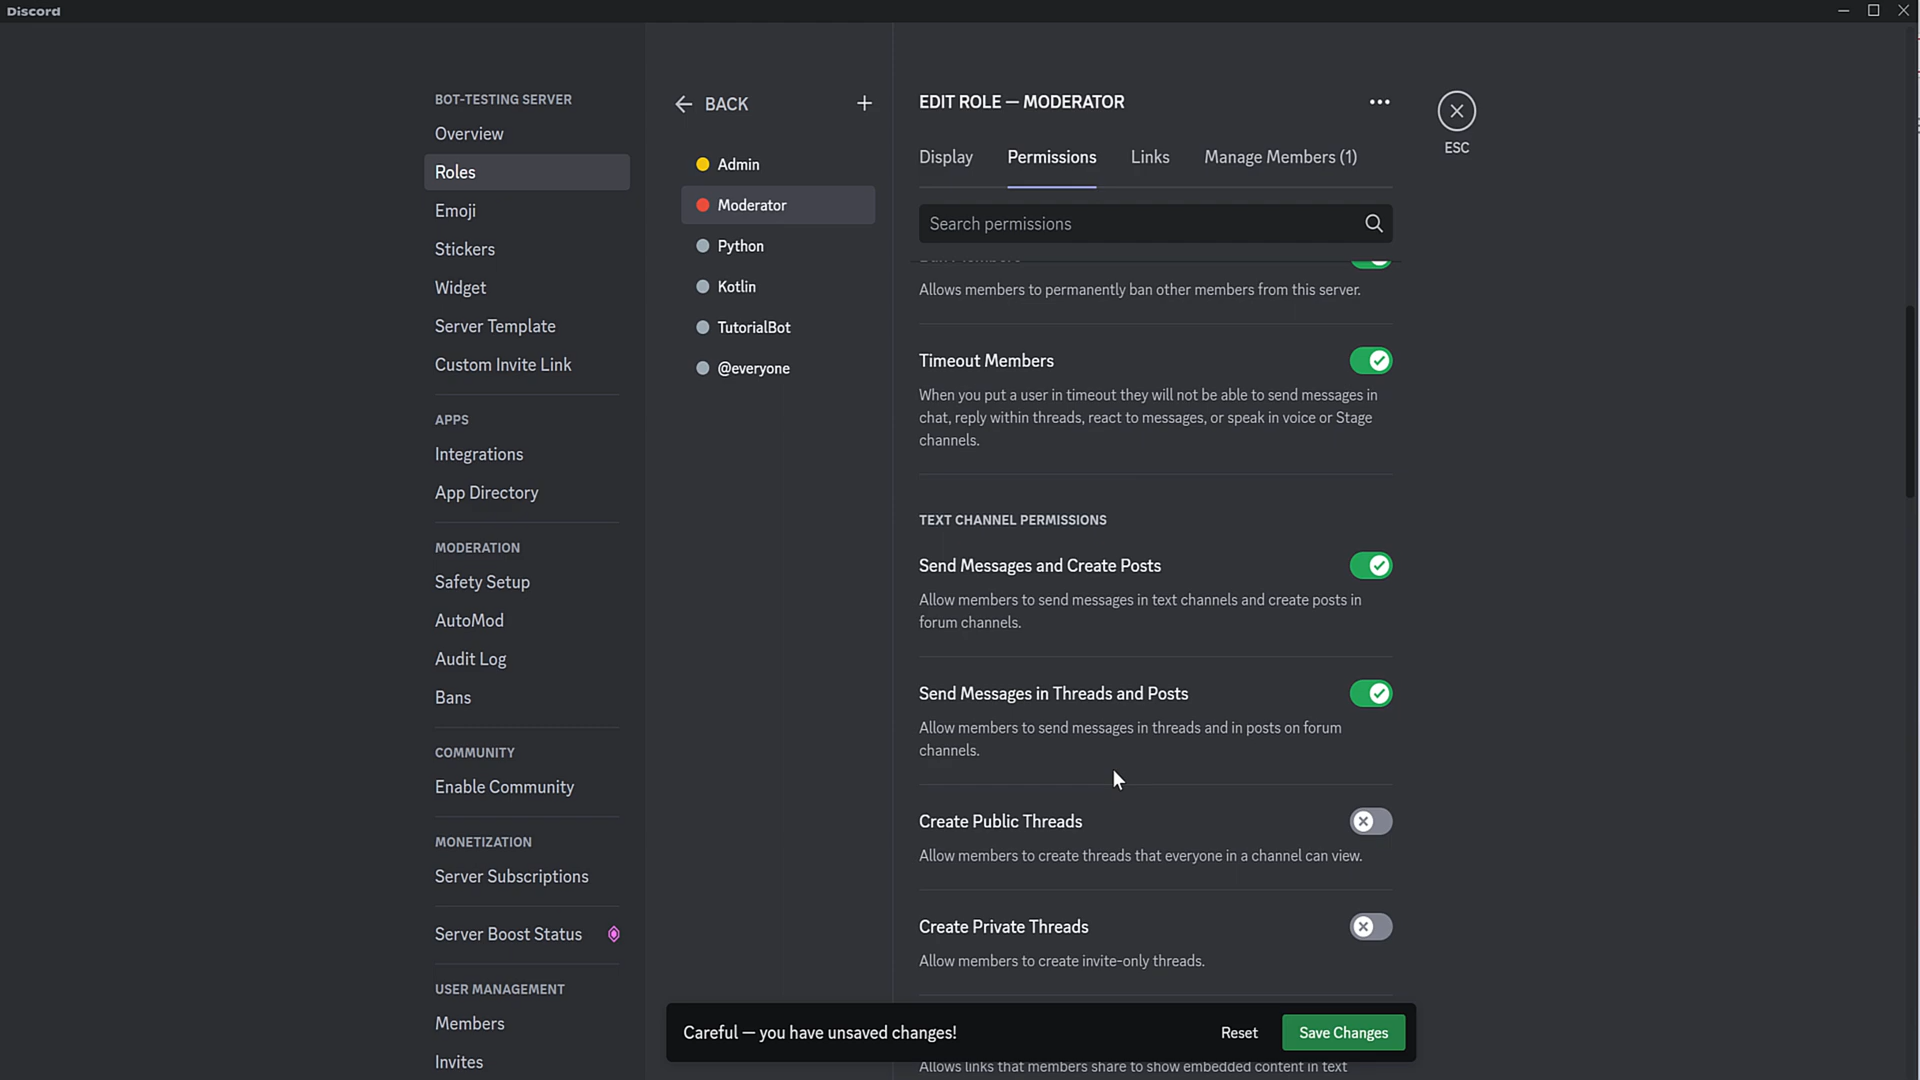 Discord
BOT-TESTING SERVER
Overview
Roles
Emoji
Stickers
Widget
Server Template
Custom Invite Link
APPS
Integrations
App Directory
MODERATION
Safety Setup
AutoMod
Audit Log
Bans
COMMUNITY
Enable Community
MONETIZATION
Server Subscriptions
Server Boost Status
USER MANAGEMENT
Members
Invites
BACK
Admin
Moderator
Python
Kotlin
TutorialBot
@everyone
EDIT ROLE — MODERATOR
ESC
Display Permissions Links Manage Members (1)
Search permissions
Allows members to permanently ban other members from this server.
Timeout Members
When you put a user in timeout they will not be able to send messages in
chat, reply within threads, react to messages, or speak in voice or Stage
channels.
TEXT CHANNEL PERMISSIONS
Send Messages and Create Posts
Allow members to send messages in text channels and create posts in
forum channels.
Send Messages in Threads and Posts
Allow members to send messages in threads and in posts on forum
channels.
Create Public Threads
Allow members to create threads that everyone in a channel can view.
Create Private Threads
Allow members to create invite-only threads.
Careful — you have unsaved changes!
Reset
Save Changes
Allows links that members share to show embedded content in text